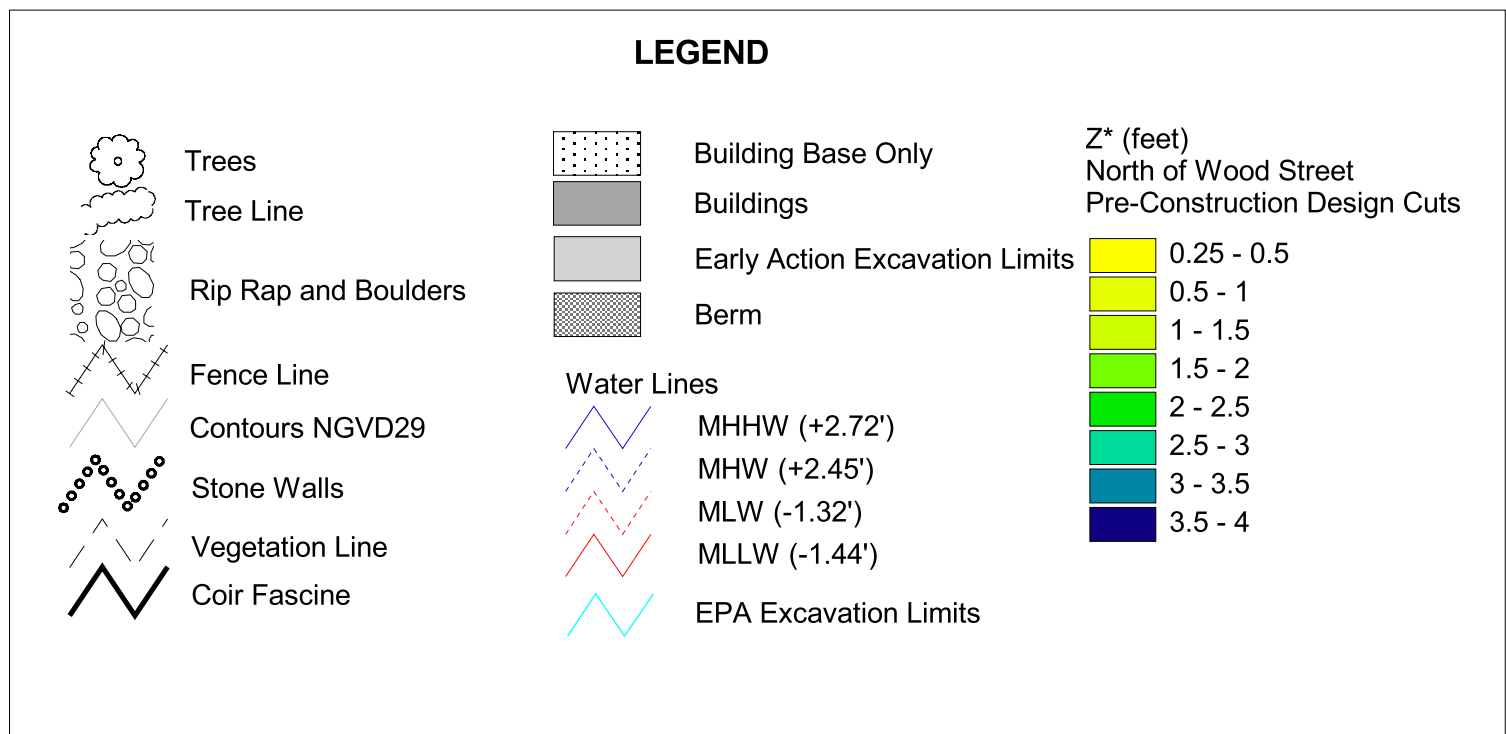 LEGEND
Trees
Tree Line
Rip Rap and Boulders
Fence Line
Contours NGVD29
Stone Walls
Vegetation Line
Coir Fascine
Building Base Only
Buildings
Early Action Excavation Limits
Berm
Water Lines
MHHW (+2.72')
MHW (+2.45')
MLW (-1.32')
MLLW (-1.44')
EPA Excavation Limits
Z* (feet)
North of Wood Street
Pre-Construction Design Cuts
0.25 - 0.5
0.5 - 1
1 - 1.5
1.5 - 2
2 - 2.5
2.5 - 3
3 - 3.5
3.5 - 4